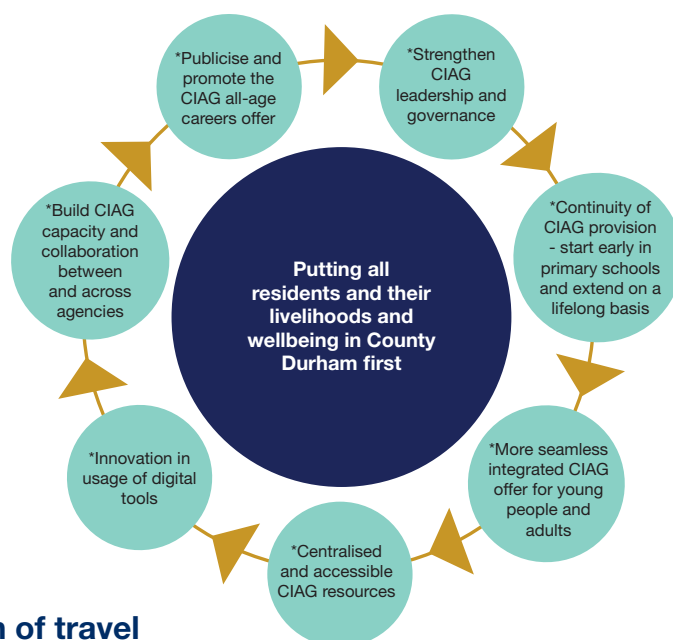 *Publicise and
promote the
CIAG all-age
careers offer
*Strengthen
CIAG
leadership and
governance
*Continuity of
CIAG provision
- start early in
primary schools
and extend on a
lifelong basis
*More seamless
integrated CIAG
offer for young
people and
adults
*Centralised
and accessible
CIAG resources
*Innovation in
usage of digital
tools
*Build CIAG
capacity and
collaboration
between
and across
agencies
Putting all
residents and their
livelihoods and
wellbeing in County
Durham first
of travel